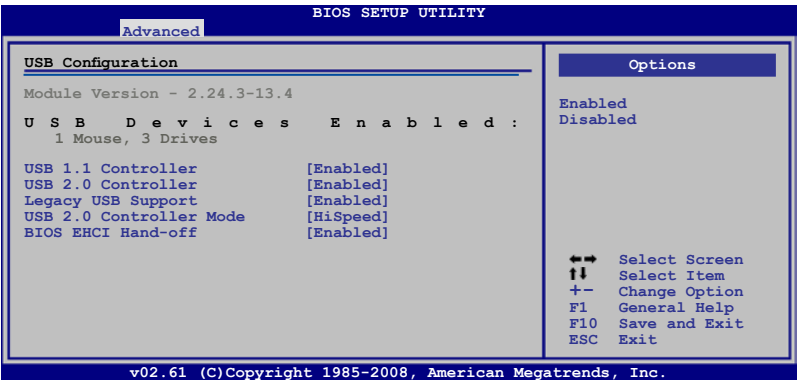 BIOS SETUP UTILITY
Advanced
USB Configuration
Module Version - 2.24.3-13.4
USB Devices Enabled:
1 Mouse, 3 Drives
USB 1.1 Controller [Enabled]
USB 2.0 Controller [Enabled]
Legacy USB Support [Enabled]
USB 2.0 Controller Mode [HiSpeed]
BIOS EHCI Hand-off [Enabled]
Options
Enabled
Disabled
←→ Select Screen
↑↓ Select Item
+- Change Option
F1 General Help
F10 Save and Exit
ESC Exit
v02.61 (C)Copyright 1985-2008, American Megatrends, Inc.